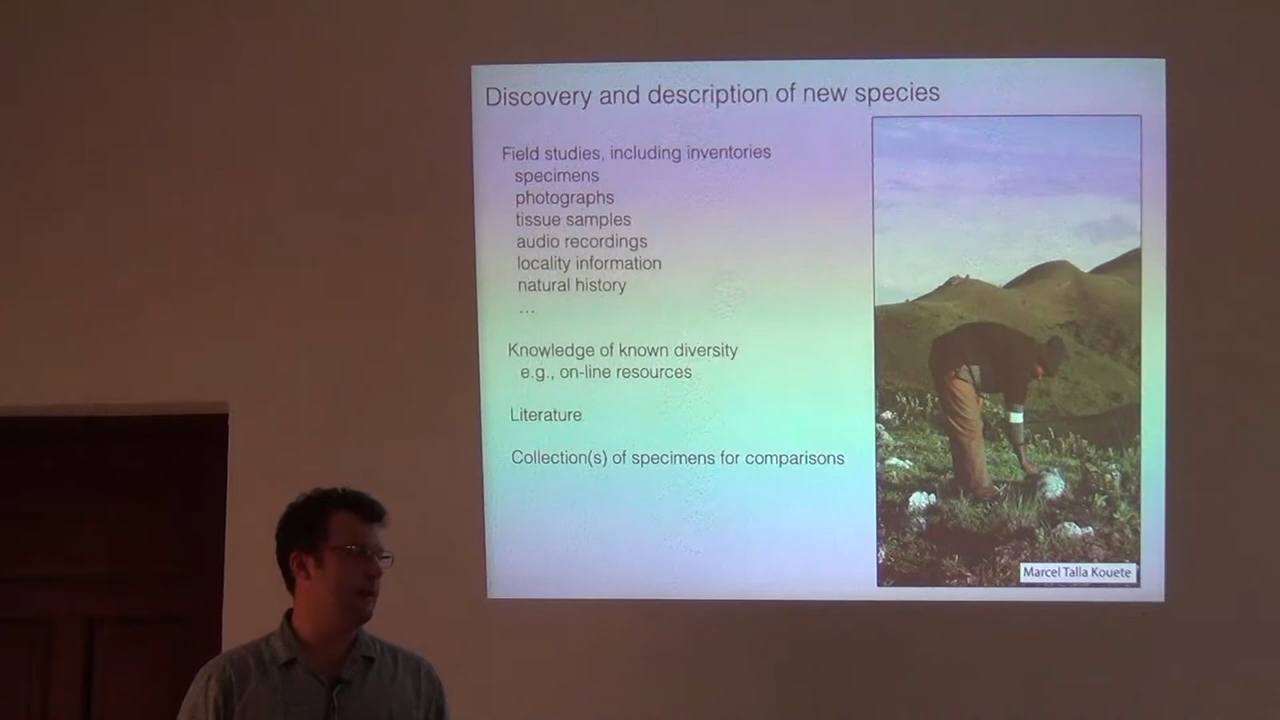 Discovery and description of new species
Field studies, including inventories
specimens
photographs
tissue samples
audio recordings
locality information
natural history
...
Knowledge of known diversity
e.g., on-line resources
Literature
Collection(s) of specimens for comparisons
Marcel Talla Kouete